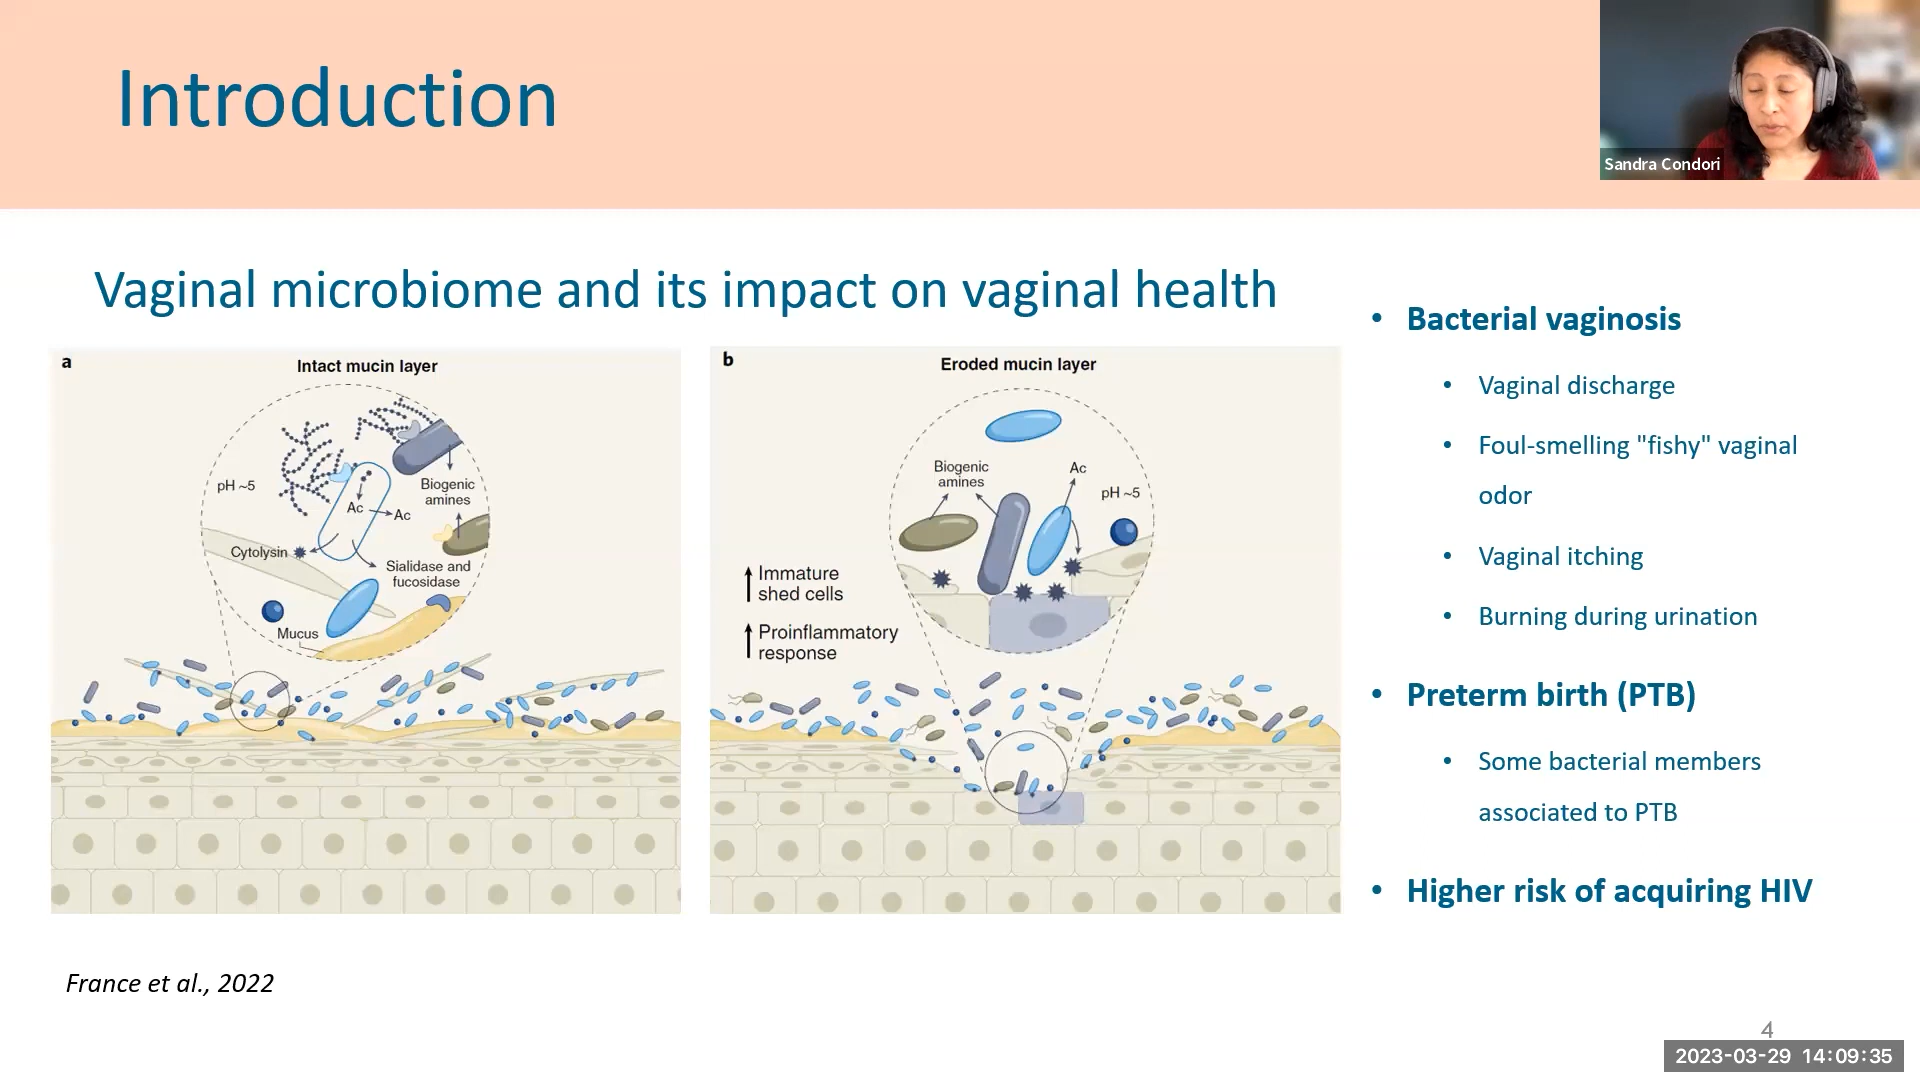 Introduction
Sandra Condori
Vaginal microbiome and its impact on vaginal health
a
Intact mucin layer
pH ~5
Ac
Ac
Biogenic
amines
Cytolysin
Sialidase and
fucosidase
Mucus
b
Eroded mucin layer
Biogenic
amines
Ac
pH ~5
Immature
shed cells
Proinflammatory
response
• Bacterial vaginosis
• Vaginal discharge
• Foul-smelling "fishy" vaginal
odor
• Vaginal itching
• Burning during urination
• Preterm birth (PTB)
• Some bacterial members
associated to PTB
• Higher risk of acquiring HIV
France et al., 2022
4
2023-03-29 14:09:35